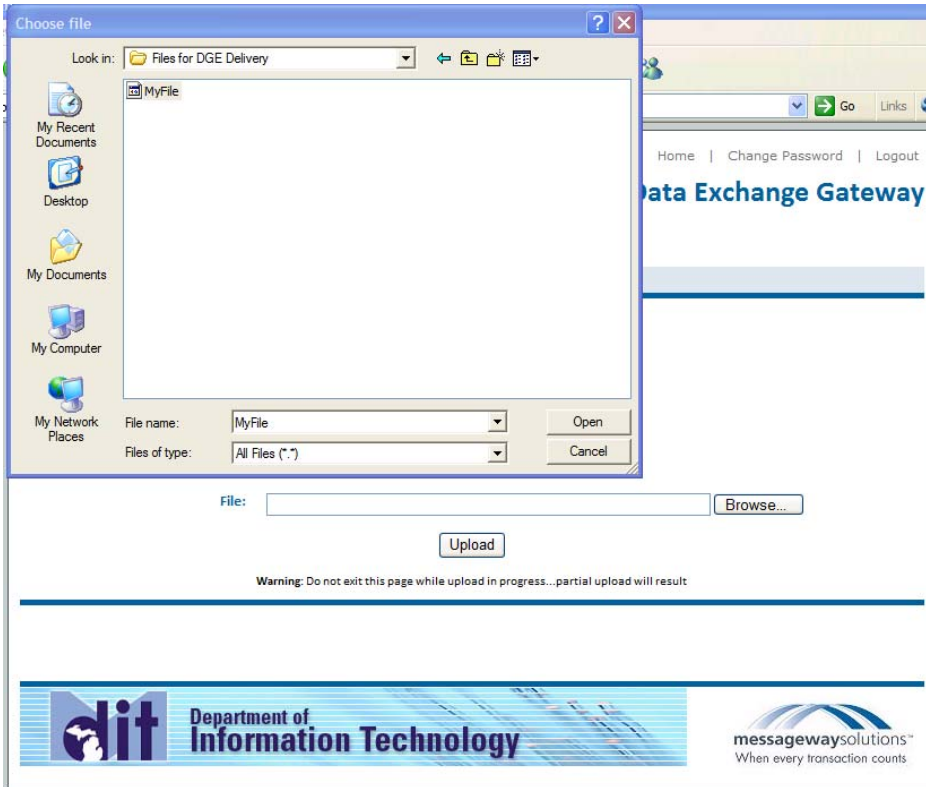 Choose file
Look in:
Files for DGE Delivery
MyFile
My Recent
Documents
Desktop
My Documents
My Computer
My Network
Places
File name:
MyFile
Open
Files of type:
All Files (*.*)
Cancel
Go
Links
Home | Change Password | Logout
ata Exchange Gateway
File:
Browse...
Upload
Warning: Do not exit this page while upload in progress...partial upload will result
dit
Department of
Information Technology
messagewaysolutions™
When every transaction counts